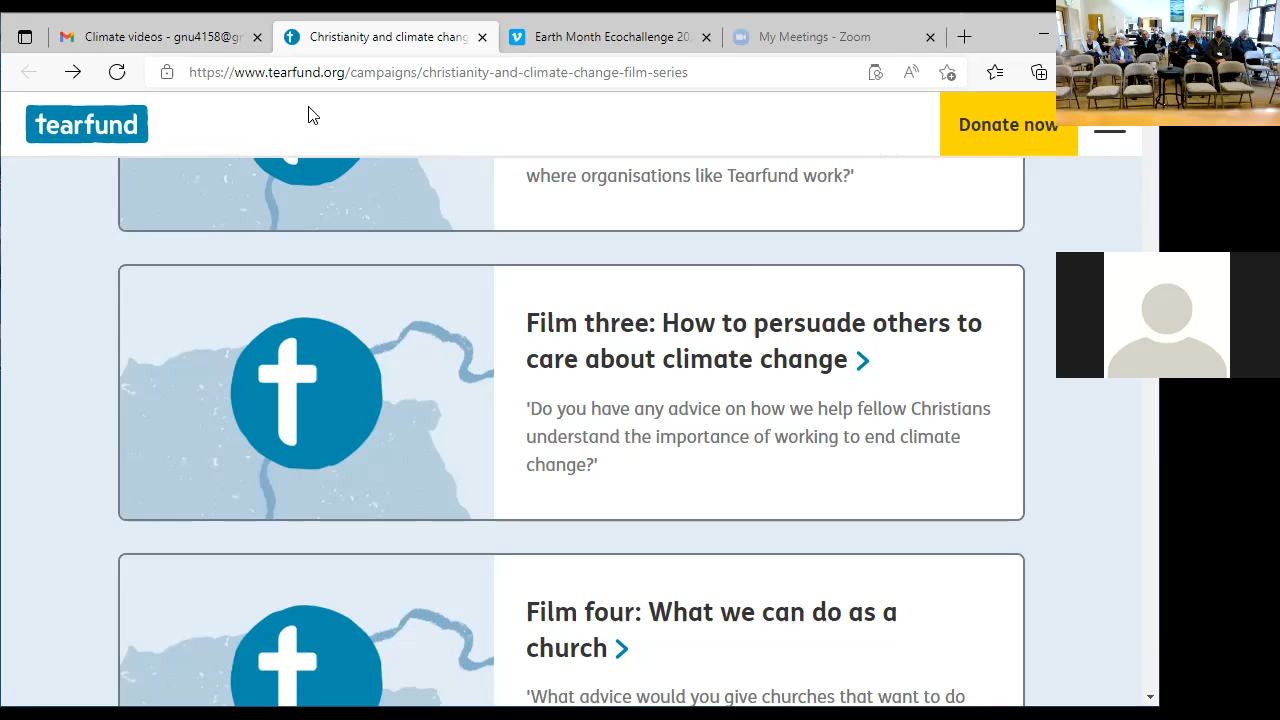 Climate videos - gnu4158@gr
Christianity and climate chang
Earth Month Ecochallenge 20
My Meetings - Zoom
https://www.tearfund.org/campaigns/christianity-and-climate-change-film-series
tearfund
Donate now
where organisations like Tearfund work?'
Film three: How to persuade others to
care about climate change >
'Do you have any advice on how we help fellow Christians
understand the importance of working to end climate
change?'
Film four: What we can do as a
church >
'What advice would you give churches that want to do